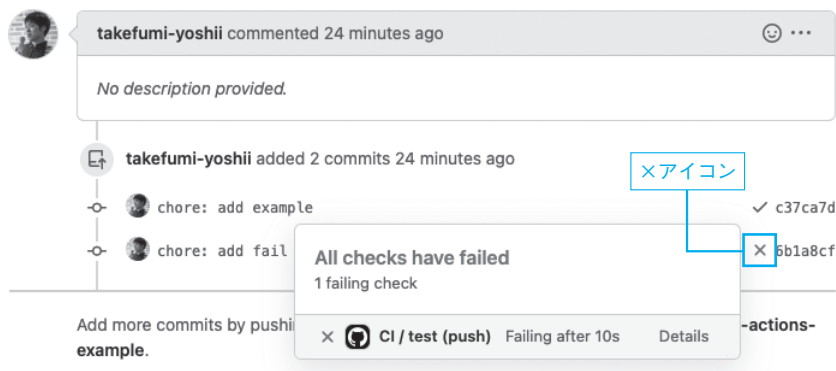 takefumi-yoshii commented 24 minutes ago
No description provided.
takefumi-yoshii added 2 commits 24 minutes ago
×アイコン
chore: add example
c37ca7d
chore: add fail
6b1a8cf
All checks have failed
1 failing check
CI / test (push) Failing after 10s Details
Add more commits by pushi
-actions-
example.